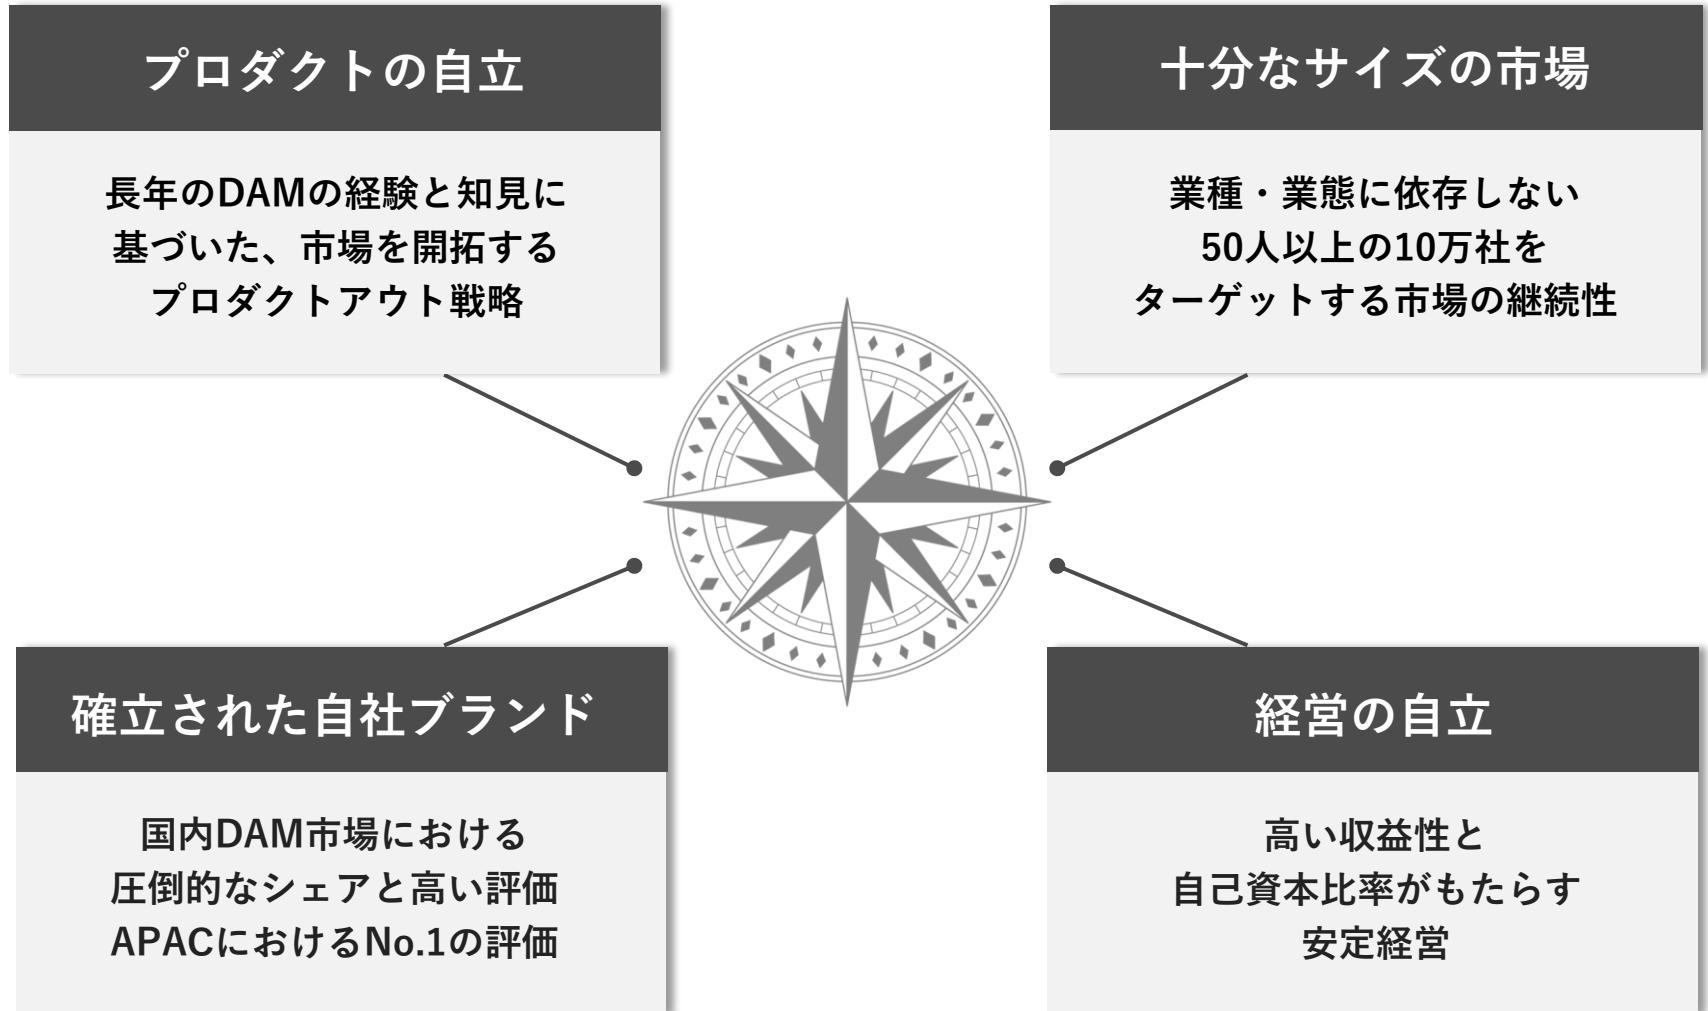 プロダクトの自立
長年のDAMの経験と知見に
基づいた、市場を開拓する
プロダクトアウト戦略
十分なサイズの市場
業種・業態に依存しない
50人以上の10万社を
ターゲットする市場の継続性
確立された自社ブランド
国内DAM市場における
圧倒的なシェアと高い評価
APACにおけるNo.1の評価
経営の自立
高い収益性と
自己資本比率がもたらす
安定経営